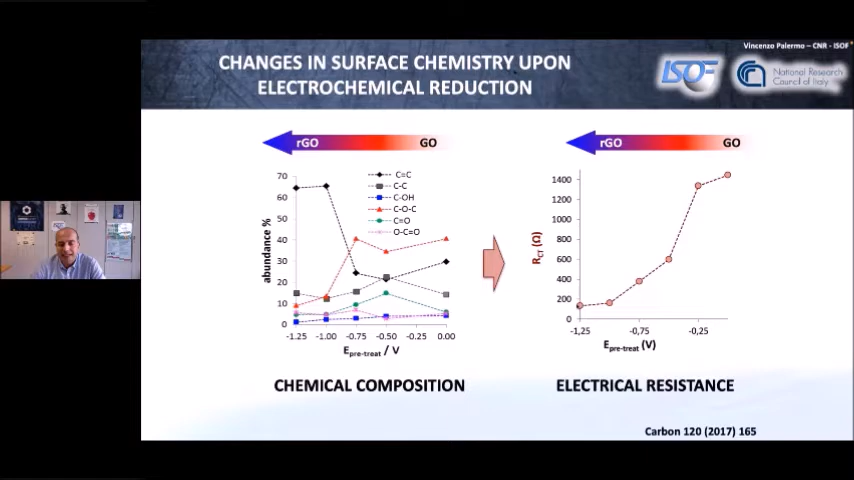 Vincenzo Palermo – CNR - ISOF
CHANGES IN SURFACE CHEMISTRY UPON
ELECTROCHEMICAL REDUCTION
ISOF
National Research
Council of Italy
rGO
GO
rGO
GO
70
60
50
40
30
20
10
0
abundance %
C=C
C-C
C-OH
C-O-C
C=O
O-C=O
-1.25 -1.00 -0.75 -0.50 -0.25 0.00
E pre-treat / V
1400
1200
1000
800
600
400
200
0
R CT (Ω)
-1,25 -0,75 -0,25
E pre-treat (V)
CHEMICAL COMPOSITION
ELECTRICAL RESISTANCE
Carbon 120 (2017) 165